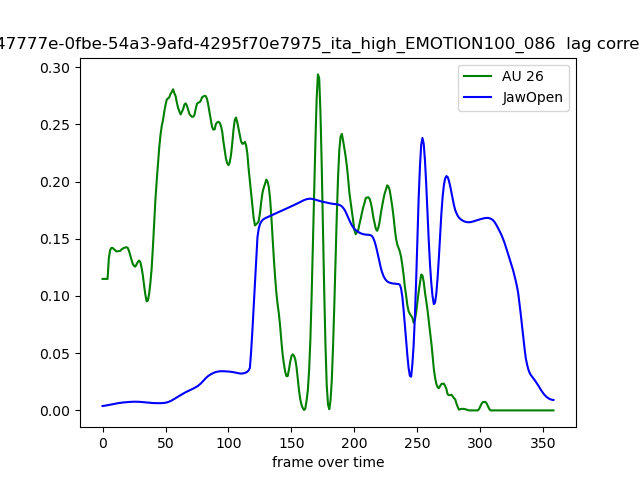 47777e-0fbe-54a3-9afd-4295f70e7975_ita_high_EMOTION100_086 lag corre
AU 26
JawOpen
0.30
0.25
0.20
0.15
0.10
0.05
0.00
0 50 100 150 200 250 300 350
frame over time